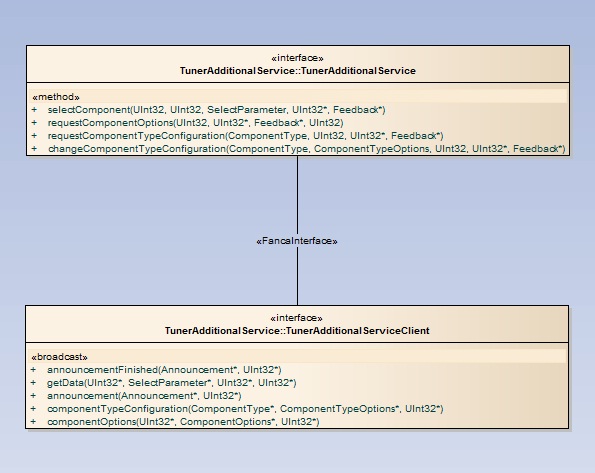 «interface»
TunerAdditionalService::TunerAdditionalService
«method»
+ selectComponent(UInt32, UInt32, SelectParameter, UInt32*, Feedback*)
+ requestComponentOptions(UInt32, UInt32*, Feedback*, UInt32)
+ requestComponentTypeConfiguration(ComponentType, UInt32, UInt32*, Feedback*)
+ changeComponentTypeConfiguration(ComponentType, ComponentTypeOptions, UInt32, UInt32*, Feedback*)
«FancaInterface»
«interface»
TunerAdditionalService::TunerAdditionalServiceClient
«broadcast»
+ announcementFinished(Announcement*, UInt32*)
+ getData(UInt32*, SelectParameter*, UInt32*, UInt32*)
+ announcement(Announcement*, UInt32*)
+ componentTypeConfiguration(ComponentType*, ComponentTypeOptions*, UInt32*)
+ componentOptions(UInt32*, ComponentOptions*, UInt32*)